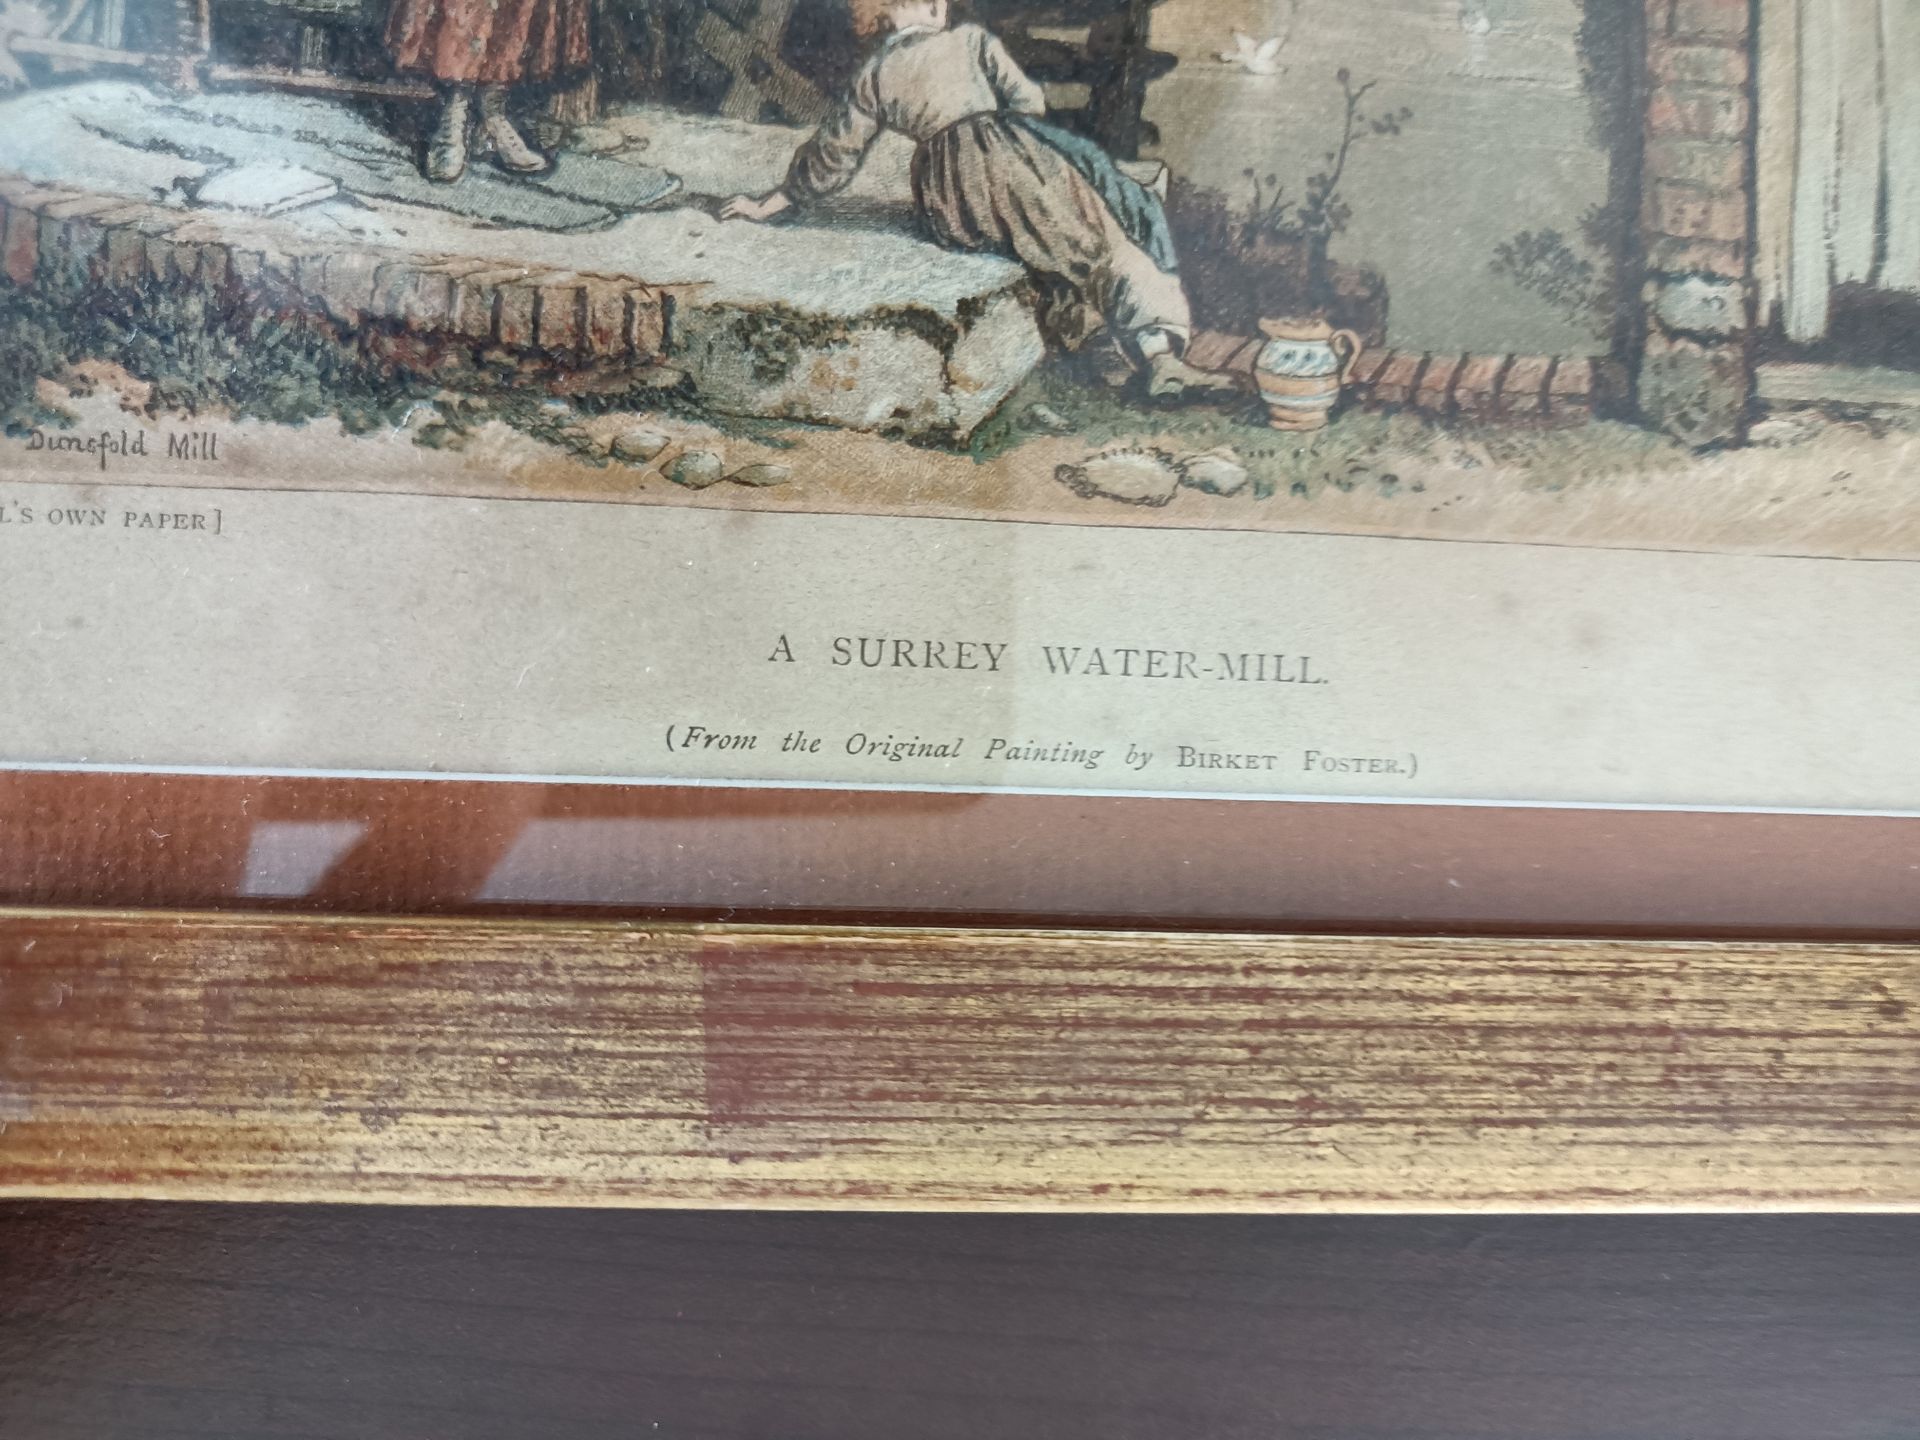 Dunsfold Mill
L'S OWN PAPER]
A SURREY WATER-MILL.
(From the Original Painting by BIRKET FOSTER.)